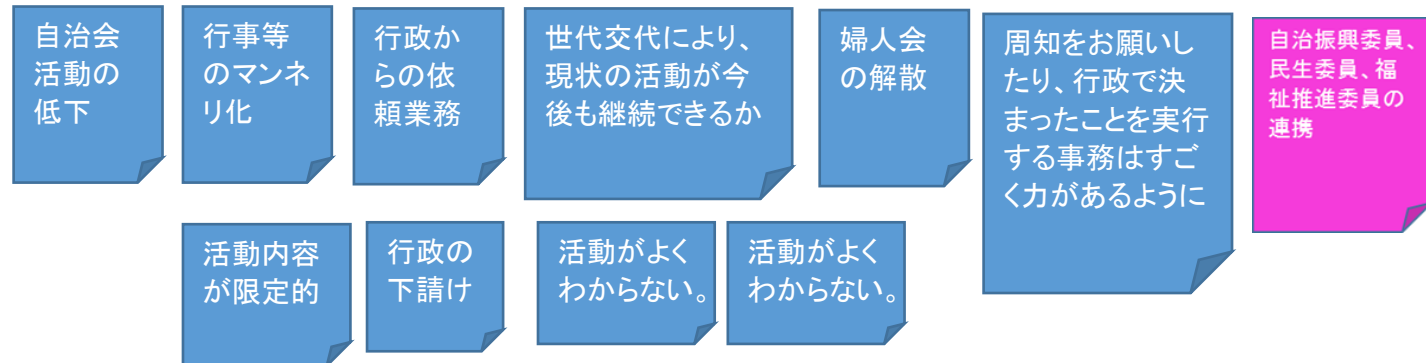 自治会
活動の
低下
行事等
のマンネ
リ化
行政か
らの依
頼業務
世代交代により、
現状の活動が今
後も継続できるか
婦人会
の解散
周知をお願いし
たり、行政で決
まったことを実行
する事務はすご
く力があるように
自治振興委員、
民生委員、福
祉推進委員の
連携
活動内容
が限定的
行政の
下請け
活動がよく
わからない。
活動がよく
わからない。